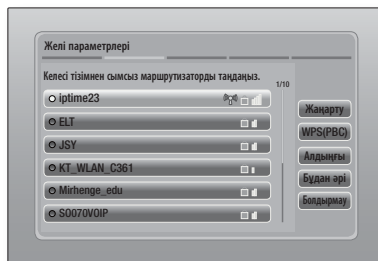 Желі параметрлері
Келесі тізімнен сымсыз маршрутизаторды таңдаңыз.
1/10
iptime23
ELT
JSY
KT_WLAN_C361
Mirhenge_edu
SO070VOIP
Жаңарту
WPS(PBC)
Алдыңғы
Бұдан әрі
Болдырмау